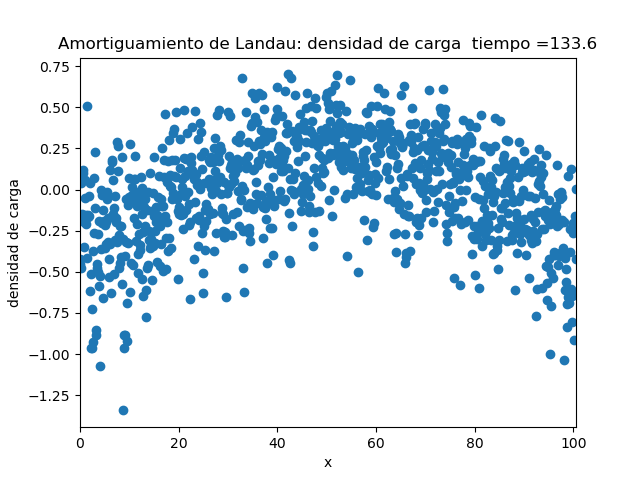 Amortiguamiento de Landau: densidad de carga  tiempo =133.6
0.75
0.50
0.25
0.00
−0.25
−0.50
−0.75
−1.00
−1.25
densidad de carga
0 20 40 60 80 100
x